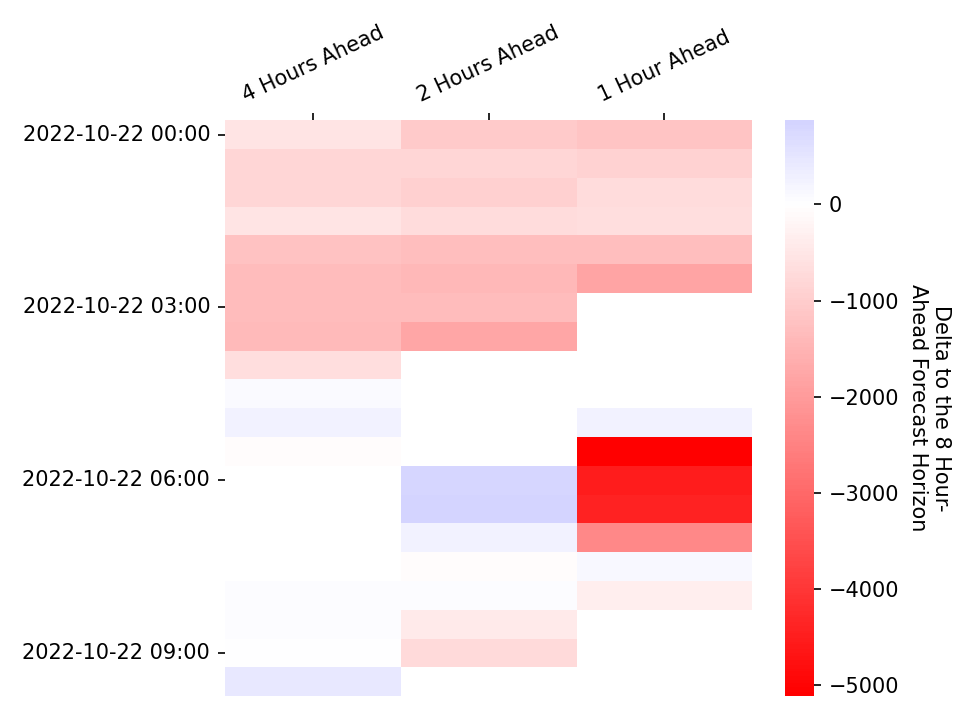 4 Hours Ahead
2 Hours Ahead
1 Hour Ahead
2022-10-22 00:00
2022-10-22 03:00
2022-10-22 06:00
2022-10-22 09:00
0
−1000
−2000
−3000
−4000
−5000
Delta to the 8 Hour-
Ahead Forecast Horizon